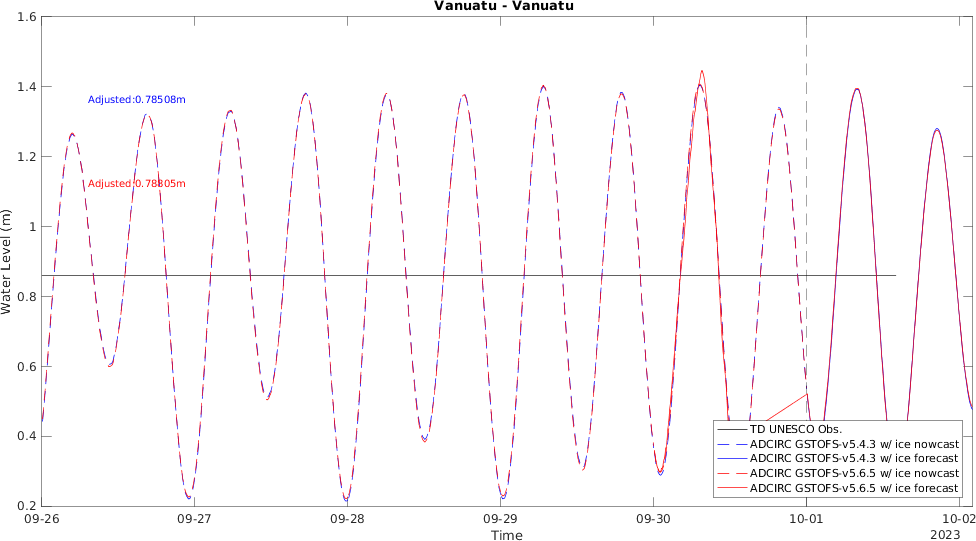 Vanuatu - Vanuatu
1.6
1.4
1.2
1
0.8
0.6
0.4
0.2
Water Level (m)
Adjusted:0.78508m
Adjusted:0.78805m
TD UNESCO Obs.
ADCIRC GSTOFS-v5.4.3 w/ ice nowcast
ADCIRC GSTOFS-v5.4.3 w/ ice forecast
ADCIRC GSTOFS-v5.6.5 w/ ice nowcast
ADCIRC GSTOFS-v5.6.5 w/ ice forecast
09-26 09-27 09-28 09-29 09-30 10-01 10-02
Time
2023